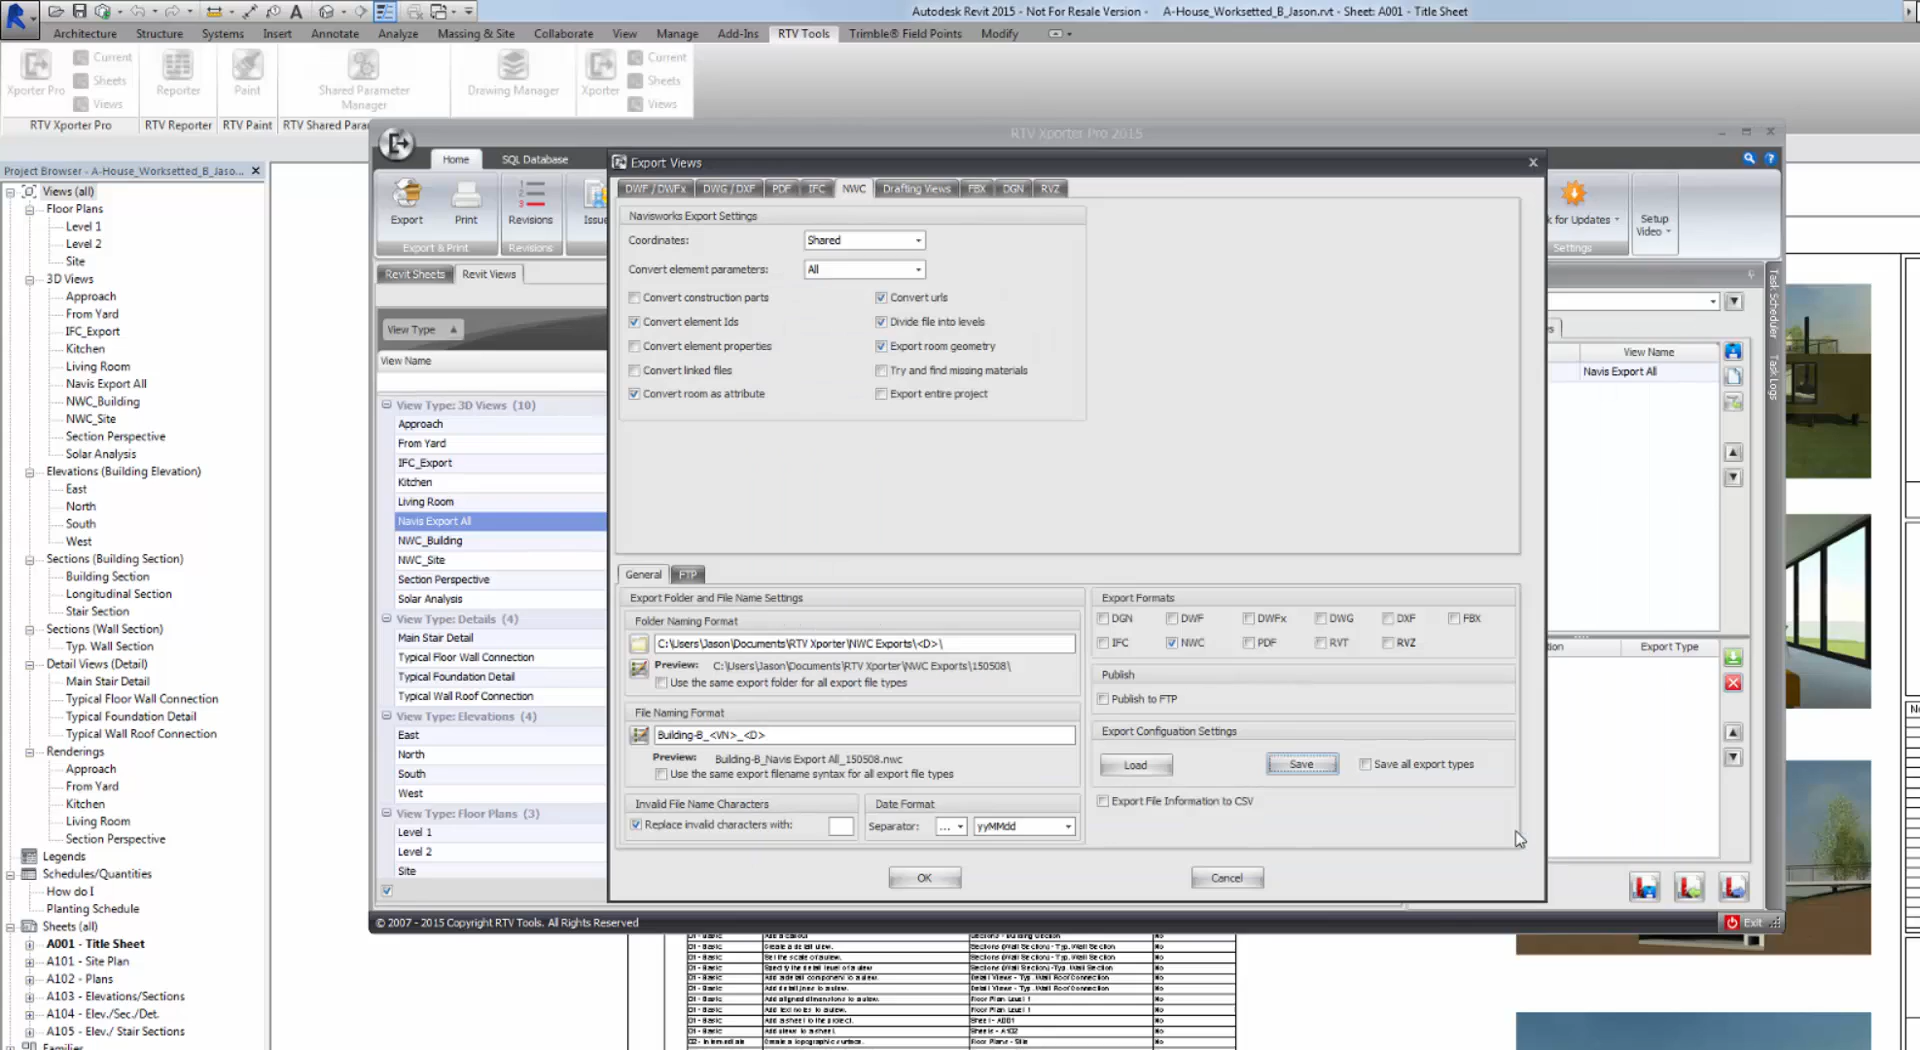 Autodesk Revit 2015 - Not For Resale Version - A-House_Worksetted_B_Jason.rvt - Sheet: A001 - Title Sheet
Architecture Structure Systems Insert Annotate Analyze Massing & Site Collaborate View Manage Add-Ins RTV Tools Trimble® Field Points Modify
Xporter Pro Current Sheets Views Reporter Paint Shared Parameter Manager Drawing Manager Xporter Current Sheets Views
RTV Xporter Pro RTV Reporter RTV Paint RTV Shared Para
RTV Xporter Pro 2015
Project Browser - A-House_Worksetted_B_Jaso...
Views (all)
Floor Plans
Level 1
Level 2
Site
3D Views
Approach
From Yard
IFC_Export
Kitchen
Living Room
Navis Export All
NWC_Building
NWC_Site
Section Perspective
Solar Analysis
Elevations (Building Elevation)
East
North
South
West
Sections (Building Section)
Building Section
Longitudinal Section
Stair Section
Sections (Wall Section)
Typ. Wall Section
Detail Views (Detail)
Main Stair Detail
Typical Floor Wall Connection
Typical Foundation Detail
Typical Wall Roof Connection
Renderings
Approach
From Yard
Kitchen
Living Room
Section Perspective
Legends
Schedules/Quantities
How do I
Planting Schedule
Sheets (all)
A001 - Title Sheet
A101 - Site Plan
A102 - Plans
A103 - Elevations/Sections
A104 - Elev./Sec./Det.
A105 - Elev./ Stair Sections
Families
Home SQL Database
Export Print Revisions Issue
Export & Print Revisions
Revit Sheets Revit Views
View Type
View Name
View Type: 3D Views (10)
Approach
From Yard
IFC_Export
Kitchen
Living Room
Navis Export All
NWC_Building
NWC_Site
Section Perspective
Solar Analysis
View Type: Details (4)
Main Stair Detail
Typical Floor Wall Connection
Typical Foundation Detail
Typical Wall Roof Connection
View Type: Elevations (4)
East
North
South
West
View Type: Floor Plans (3)
Level 1
Level 2
Site
© 2007 - 2015 Copyright RTV Tools. All Rights Reserved
Export Views
DWF / DWFx DWG / DXF PDF IFC NWC Drafting Views FBX DGN RVZ
Navisworks Export Settings
Coordinates: Shared
Convert element parameters: All
Convert construction parts Convert urls
Convert element Ids Divide file into levels
Convert element properties Export room geometry
Convert linked files Try and find missing materials
Convert room as attribute Export entire project
General FTP
Export Folder and File Name Settings
Folder Naming Format
C:\Users\Jason\Documents\RTV Xporter\NWC Exports\<D>\
Preview: C:\Users\Jason\Documents\RTV Xporter\NWC Exports\150508\
Use the same export folder for all export file types
File Naming Format
Building-B_<VN>_<D>
Preview: Building-B_Navis Export All_150508.nwc
Use the same export filename syntax for all export file types
Invalid File Name Characters
Replace invalid characters with:
Date Format
Separator: ... yyMMdd
Export Formats
DGN DWF DWFx DWG DXF FBX
IFC NWC PDF RVT RVZ
Publish
Publish to FTP
Export Configuration Settings
Load Save Save all export types
Export File Information to CSV
OK Cancel
k for Updates Setup Video
Settings
View Name
Navis Export All
tion Export Type
Task Scheduler
Task Logs
Exit